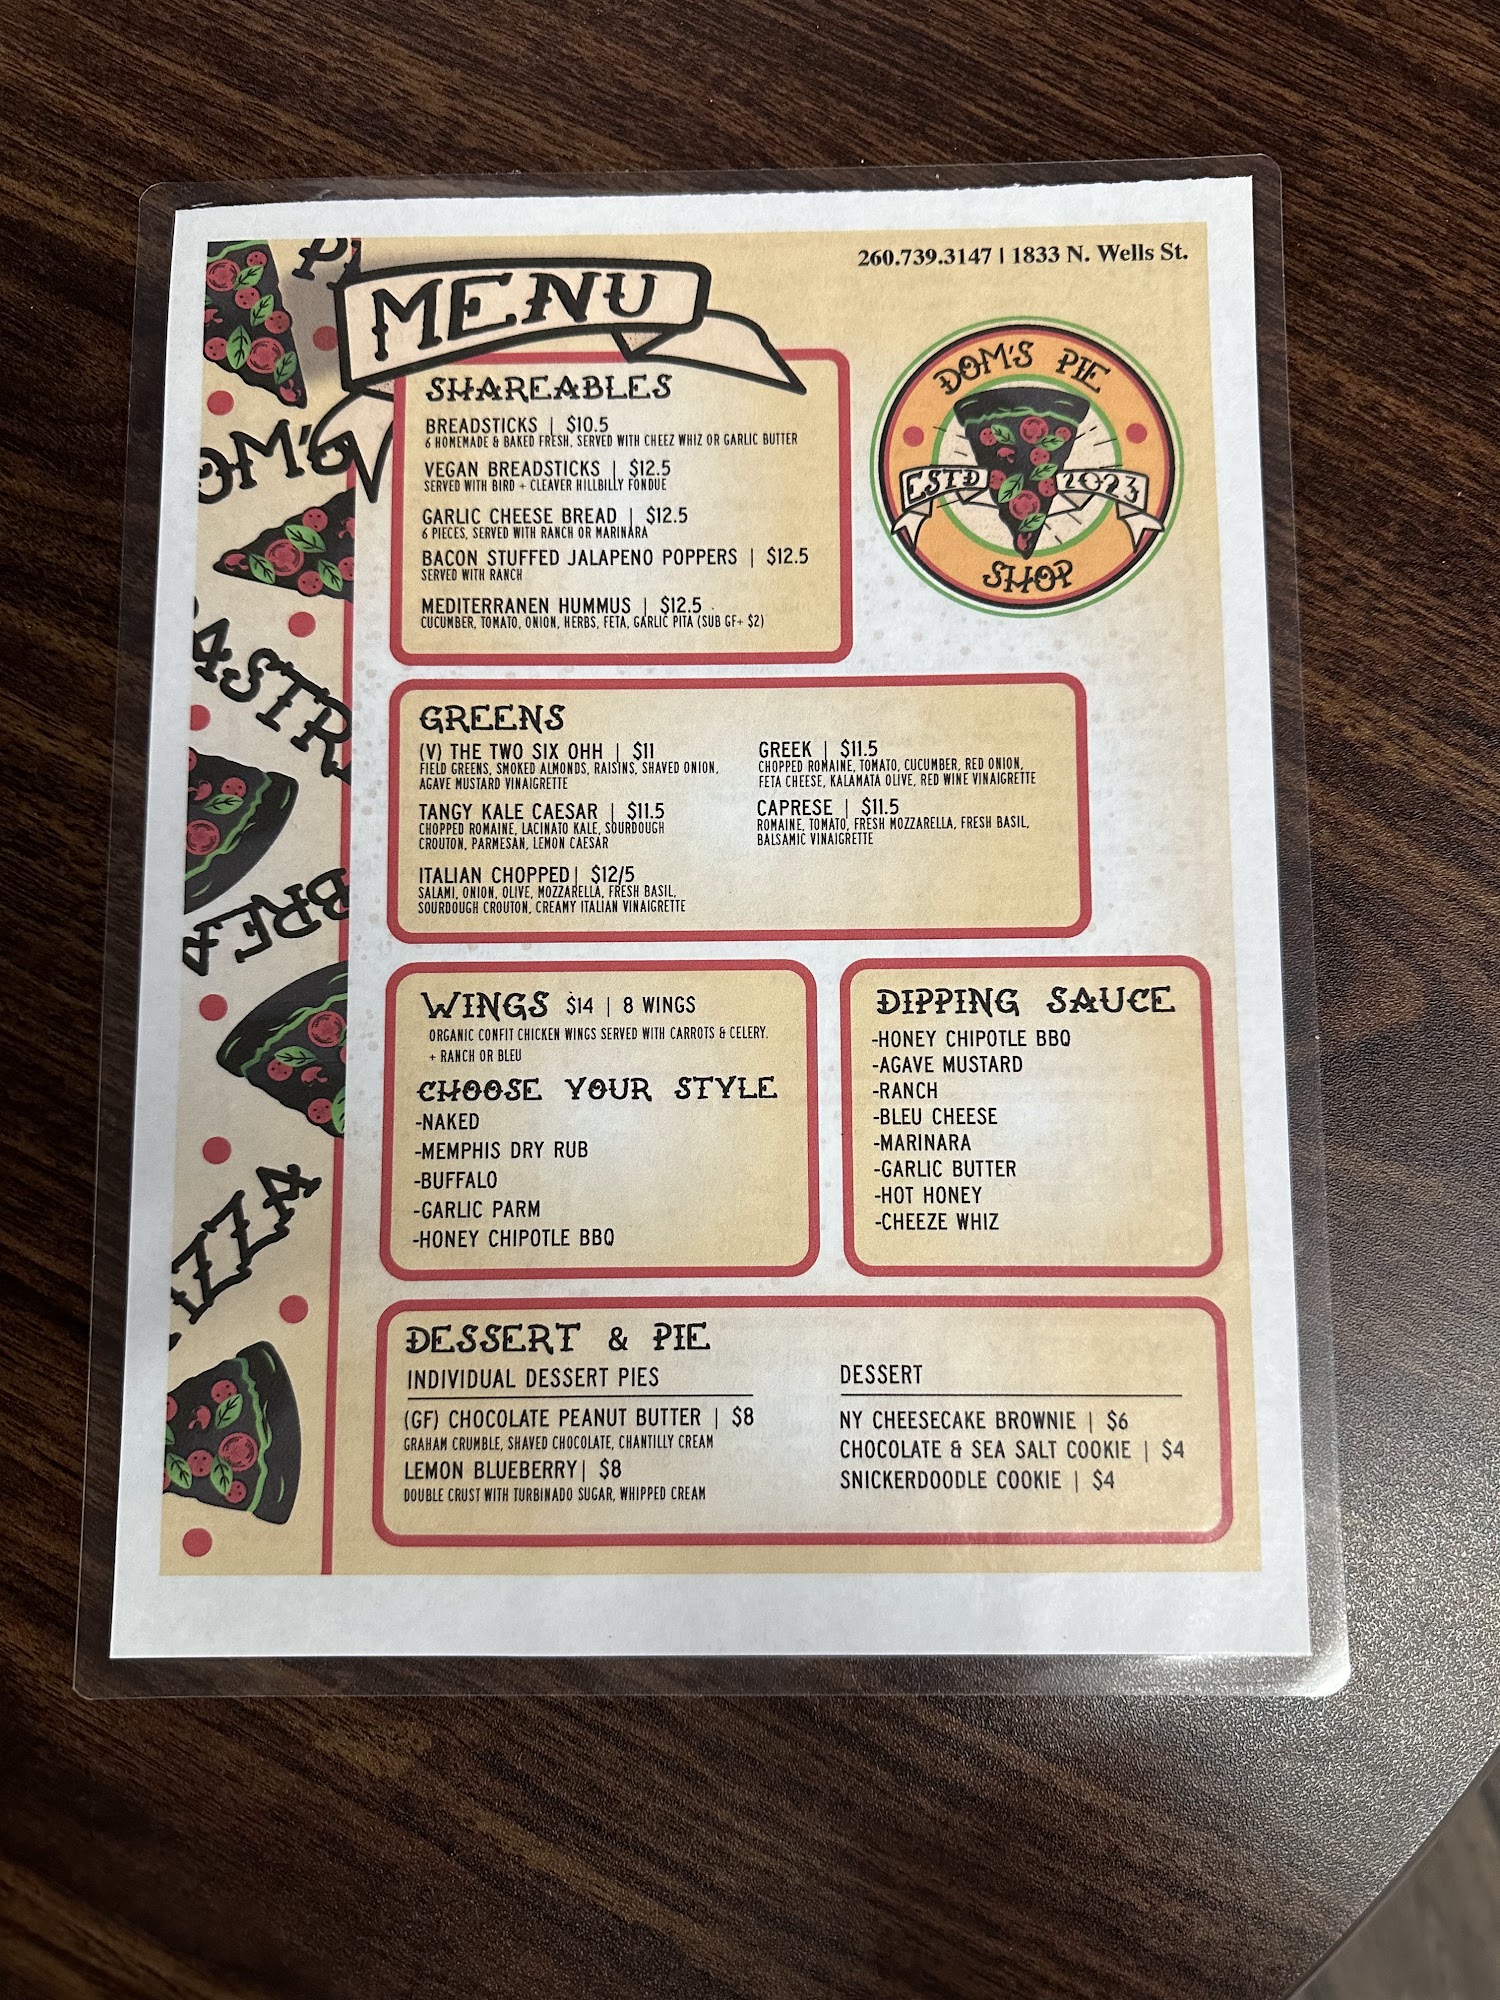 260.739.3147 | 1833 N. Wells St.
MENU
DOM'S PIE
ESTD 2023
SHOP
SHAREABLES
BREADSTICKS | $10.5
6 HOMEMADE & BAKED FRESH, SERVED WITH CHEEZ WHIZ OR GARLIC BUTTER
VEGAN BREADSTICKS | $12.5
SERVED WITH BIRD + CLEAVER HILLBILLY FONDUE
GARLIC CHEESE BREAD | $12.5
6 PIECES, SERVED WITH RANCH OR MARINARA
BACON STUFFED JALAPENO POPPERS | $12.5
SERVED WITH RANCH
MEDITERRANEN HUMMUS | $12.5
CUCUMBER, TOMATO, ONION, HERBS, FETA, GARLIC PITA (SUB GF+ $2)
GREENS
(V) THE TWO SIX OHH | $11
FIELD GREENS, SMOKED ALMONDS, RAISINS, SHAVED ONION,
AGAVE MUSTARD VINAIGRETTE
TANGY KALE CAESAR | $11.5
CHOPPED ROMAINE, LACINATO KALE, SOURDOUGH
CROUTON, PARMESAN, LEMON CAESAR
ITALIAN CHOPPED| $12/5
SALAMI, ONION, OLIVE, MOZZARELLA, FRESH BASIL,
SOURDOUGH CROUTON, CREAMY ITALIAN VINAIGRETTE
GREEK | $11.5
CHOPPED ROMAINE, TOMATO, CUCUMBER, RED ONION,
FETA CHEESE, KALAMATA OLIVE, RED WINE VINAIGRETTE
CAPRESE | $11.5
ROMAINE, TOMATO, FRESH MOZZARELLA, FRESH BASIL,
BALSAMIC VINAIGRETTE
WINGS $14 | 8 WINGS
ORGANIC CONFIT CHICKEN WINGS SERVED WITH CARROTS & CELERY.
+ RANCH OR BLEU
CHOOSE YOUR STYLE
-NAKED
-MEMPHIS DRY RUB
-BUFFALO
-GARLIC PARM
-HONEY CHIPOTLE BBQ
DIPPING SAUCE
-HONEY CHIPOTLE BBQ
-AGAVE MUSTARD
-RANCH
-BLEU CHEESE
-MARINARA
-GARLIC BUTTER
-HOT HONEY
-CHEEZE WHIZ
DESSERT & PIE
INDIVIDUAL DESSERT PIES
(GF) CHOCOLATE PEANUT BUTTER | $8
GRAHAM CRUMBLE, SHAVED CHOCOLATE, CHANTILLY CREAM
LEMON BLUEBERRY| $8
DOUBLE CRUST WITH TURBINADO SUGAR, WHIPPED CREAM
DESSERT
NY CHEESECAKE BROWNIE | $6
CHOCOLATE & SEA SALT COOKIE | $4
SNICKERDOODLE COOKIE | $4
OM'S
ASTR
BREA
IZZA